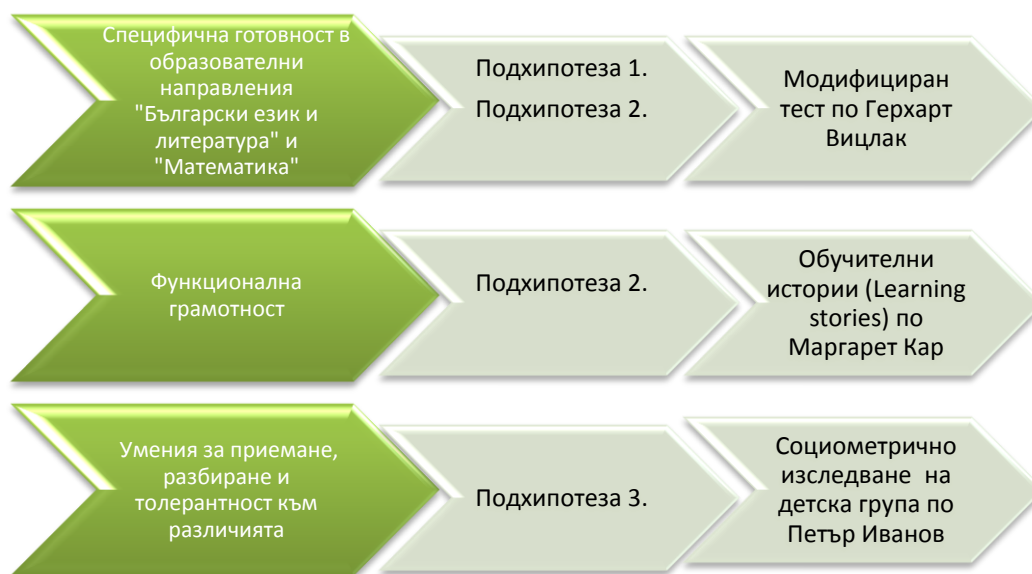 Специфична готовност в
образователни
направления
"Български език и
литература" и
"Математика"
Подхипотеза 1.
Подхипотеза 2.
Модифициран
тест по Герхарт
Вицлак
Функционална
грамотност
Подхипотеза 2.
Обучителни
истории (Learning
stories) по
Маргарет Кар
Умения за приемане,
разбиране и
толерантност към
различията
Подхипотеза 3.
Социометрично
изследване на
детска група по
Петър Иванов